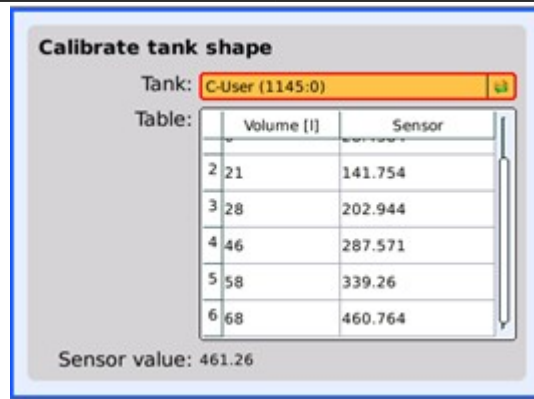 Calibrate tank shape
Tank: C-User (1145:0)
Table:
Volume [l] Sensor
2 21 141.754
3 28 202.944
4 46 287.571
5 58 339.26
6 68 460.764
Sensor value: 461.26